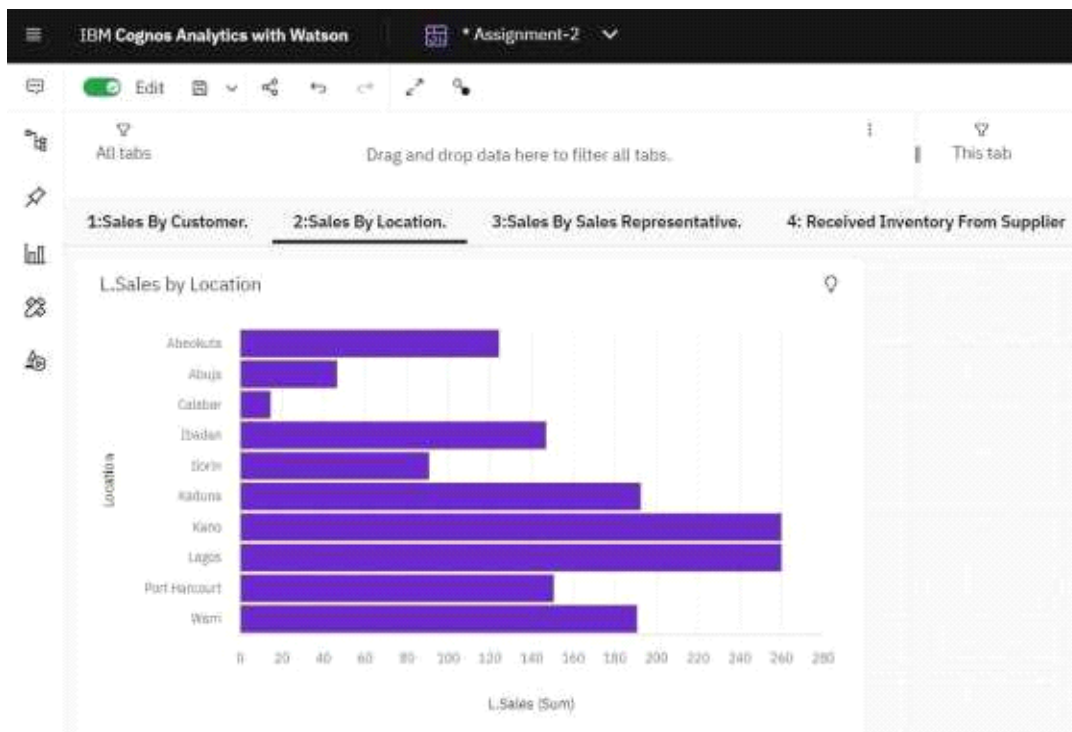 IBM Cognos Analytics with Watson
* Assignment-2
Edit
All tabs
Drag and drop data here to filter all tabs.
This tab
1:Sales By Customer.
2:Sales By Location.
3:Sales By Sales Representative.
4: Received Inventory From Supplier
L.Sales by Location
Location
Abeokuta
Abuja
Calabar
Ibadan
Ilorin
Kaduna
Kano
Lagos
Port Harcourt
Warri
0 20 40 60 80 100 120 140 160 180 200 220 240 260 280
L.Sales (Sum)